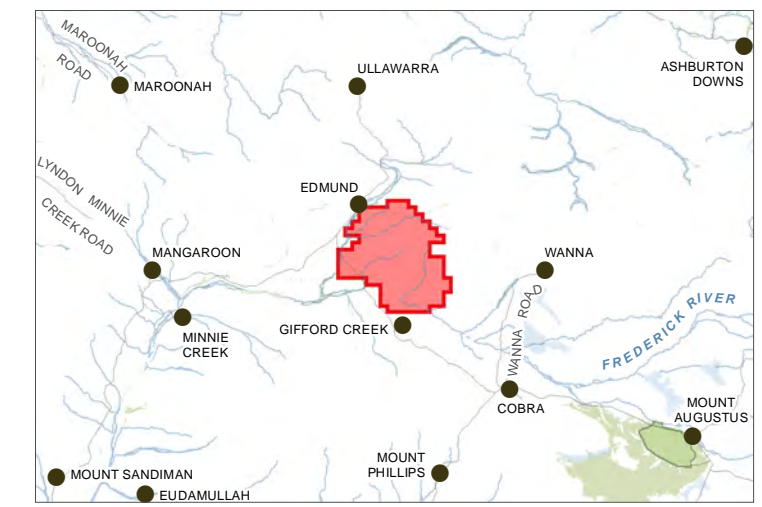 MAROONAH
ROAD
MAROONAH
ULLAWARRA
ASHBURTON
DOWNS
LYNDON MINNIE
CREEK ROAD
EDMUND
MANGAROON
WANNA
MINNIE
CREEK
GIFFORD CREEK
WANNA ROAD
FREDERICK RIVER
COBRA
MOUNT
AUGUSTUS
MOUNT
PHILLIPS
MOUNT SANDIMAN
EUDAMULLAH